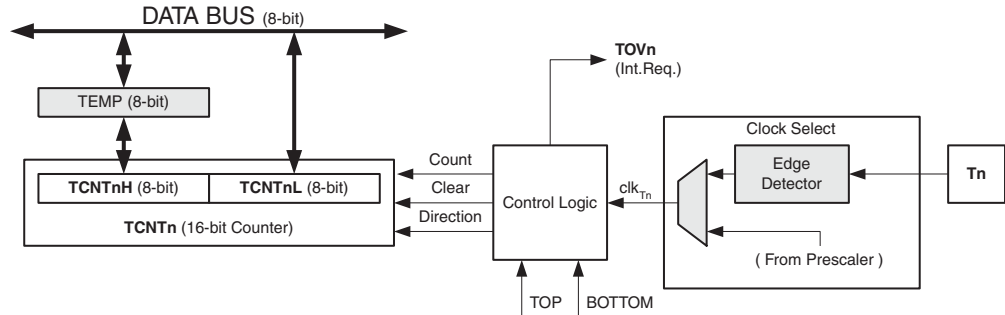 DATA BUS (8-bit)
TOVn
(Int.Req.)
TEMP (8-bit)
Clock Select
Count
Edge
Detector
TCNTnH (8-bit)
TCNTnL (8-bit)
Clear
Control Logic
clkTn
Tn
TCNTn (16-bit Counter)
Direction
( From Prescaler )
TOP
BOTTOM